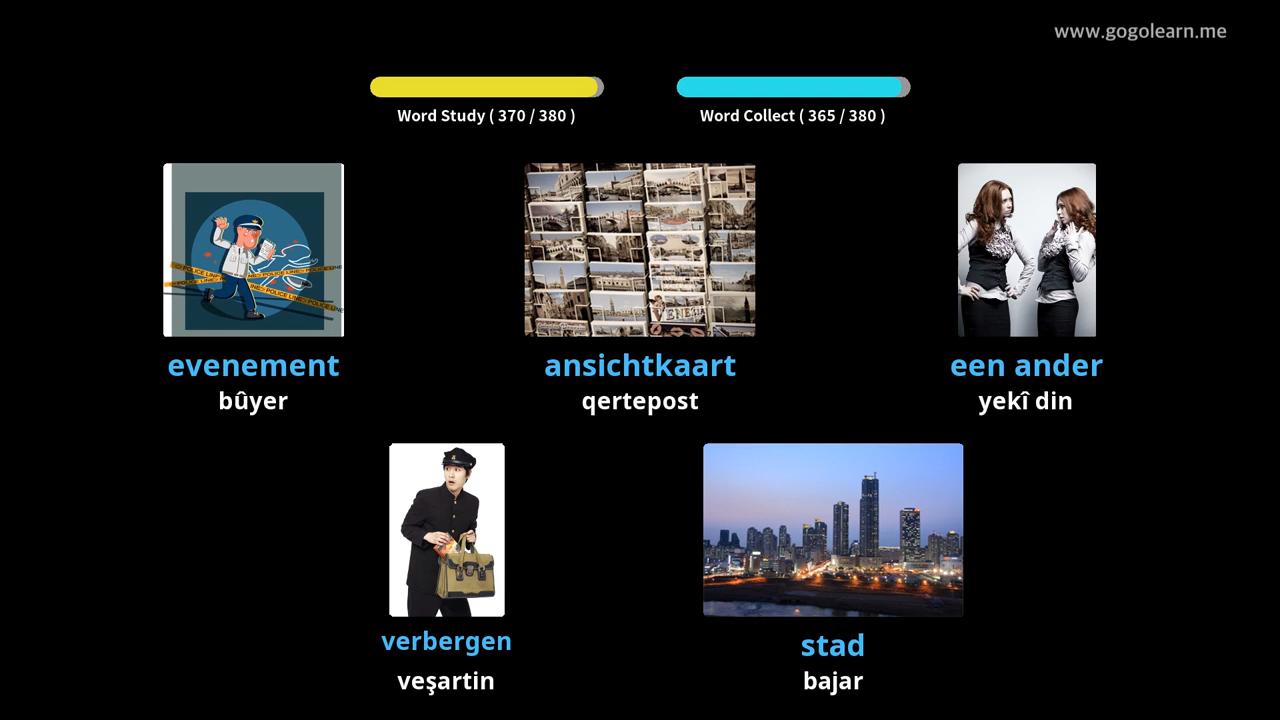 www.gogolearn.me
Word Study ( 370 / 380 )
Word Collect ( 365 / 380 )
evenement
bûyer
ansichtkaart
qertepost
een ander
yekî din
verbergen
veşartin
stad
bajar